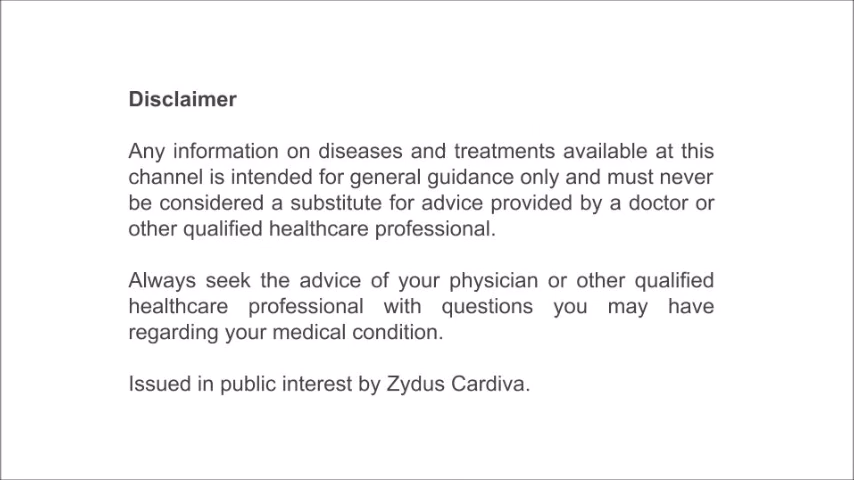 Disclaimer
Any information on diseases and treatments available at this
channel is intended for general guidance only and must never
be considered a substitute for advice provided by a doctor or
other qualified healthcare professional.
Always seek the advice of your physician or other qualified
healthcare professional with questions you may have
regarding your medical condition.
Issued in public interest by Zydus Cardiva.